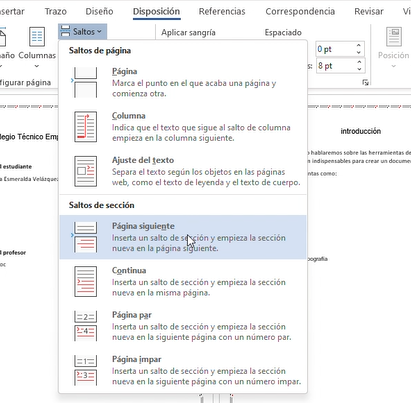 sertar Trazo Diseño Disposición Referencias Correspondencia Revisar
Saltos Aplicar sangría Espaciado
Columnas
0 pt
8 pt
Posición
figurar página
Saltos de página
Página
Marca el punto en el que acaba una página y
comienza otra.
Columna
Indica que el texto que sigue al salto de columna
empieza en la columna siguiente.
Ajuste del texto
Separa el texto según los objetos en las páginas
web, como el texto de leyenda y el texto de cuerpo.
Saltos de sección
Página siguiente
Inserta un salto de sección y empieza la sección
nueva en la página siguiente.
Continua
Inserta un salto de sección y empieza la sección
nueva en la misma página.
Página par
Inserta un salto de sección y empieza la sección
nueva en la siguiente página con un número par.
Página impar
Inserta un salto de sección y empieza la sección
nueva en la siguiente página con un número impar.
legio Técnico Emp
l estudiante
a Esmeralda Velázquez
l profesor
introducción
hablaremos sobre las herramientas de
n indispensables para crear un docume
ntas como:
ografía